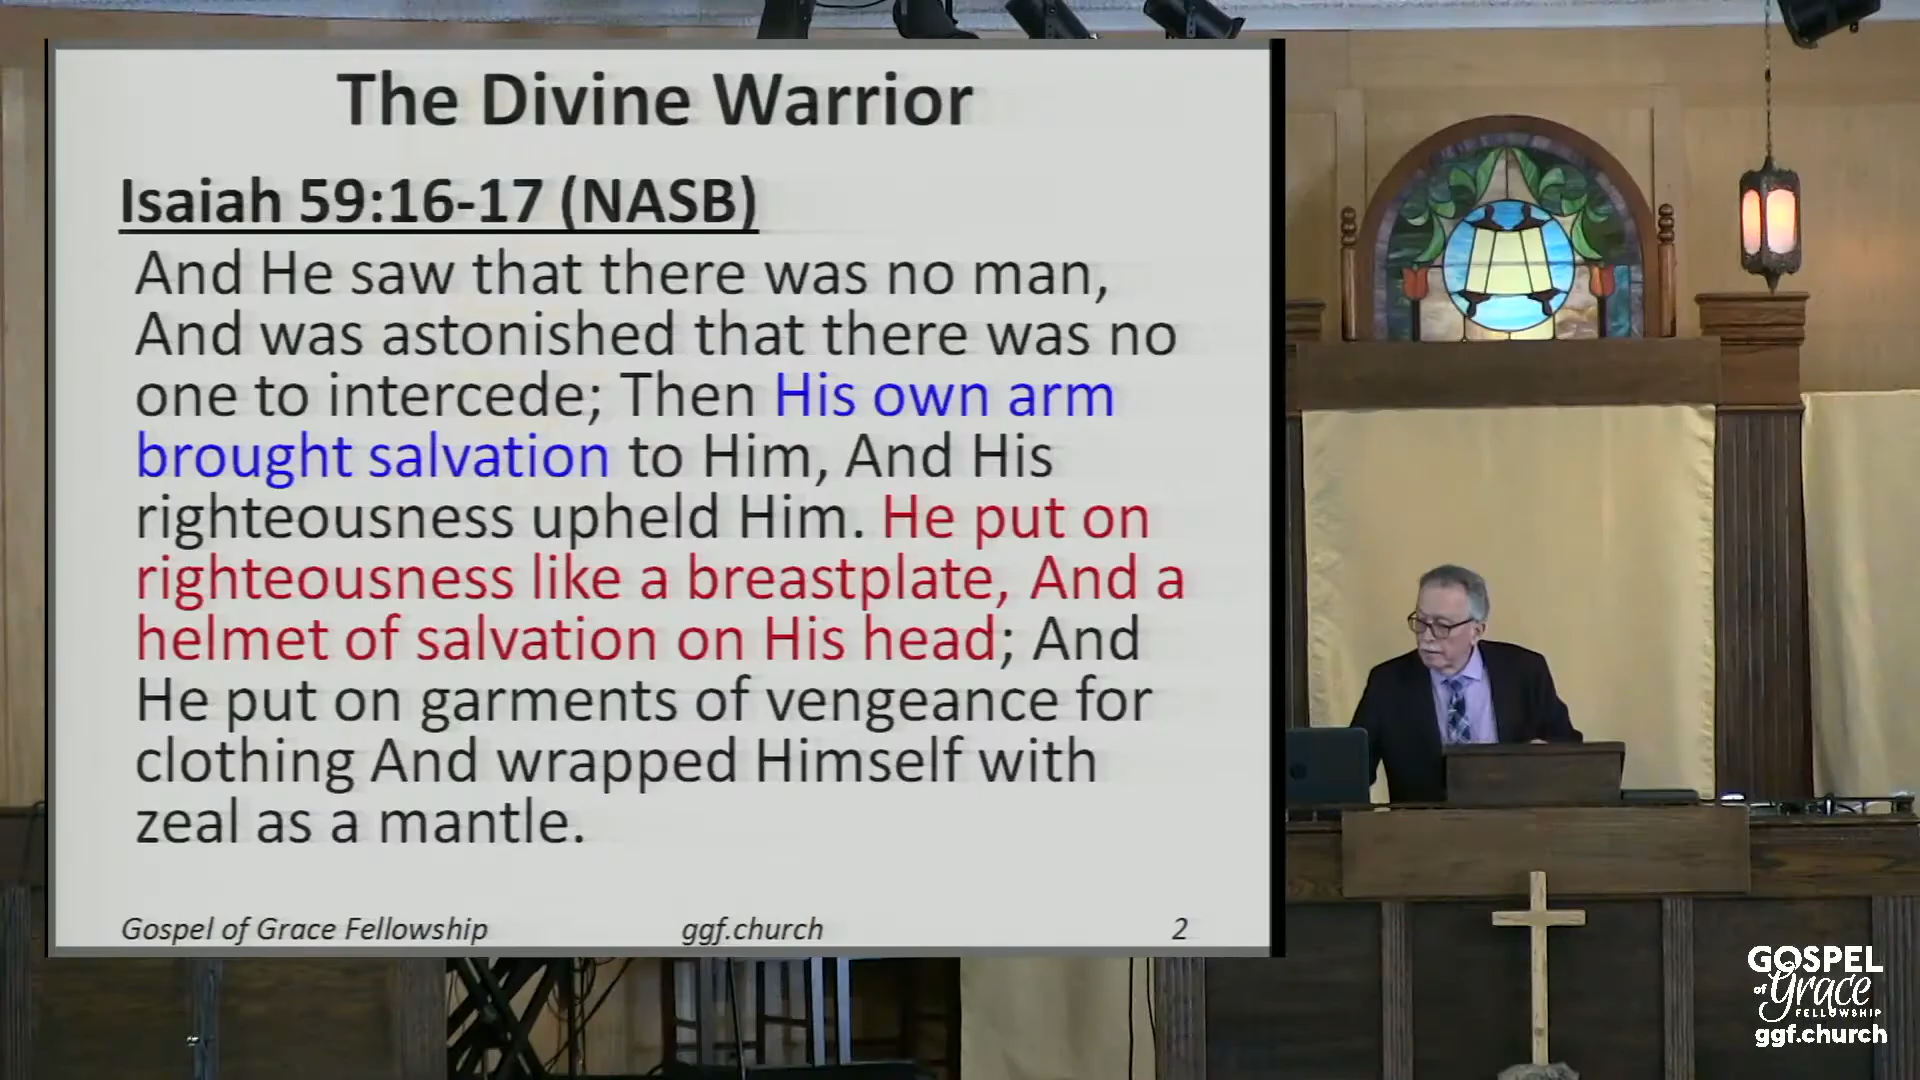 The Divine Warrior
Isaiah 59:16-17 (NASB)
And He saw that there was no man,
And was astonished that there was no
one to intercede; Then His own arm
brought salvation to Him, And His
righteousness upheld Him. He put on
righteousness like a breastplate, And a
helmet of salvation on His head; And
He put on garments of vengeance for
clothing And wrapped Himself with
zeal as a mantle.
Gospel of Grace Fellowship ggf.church 2
GOSPEL
of Grace
FELLOWSHIP
ggf.church